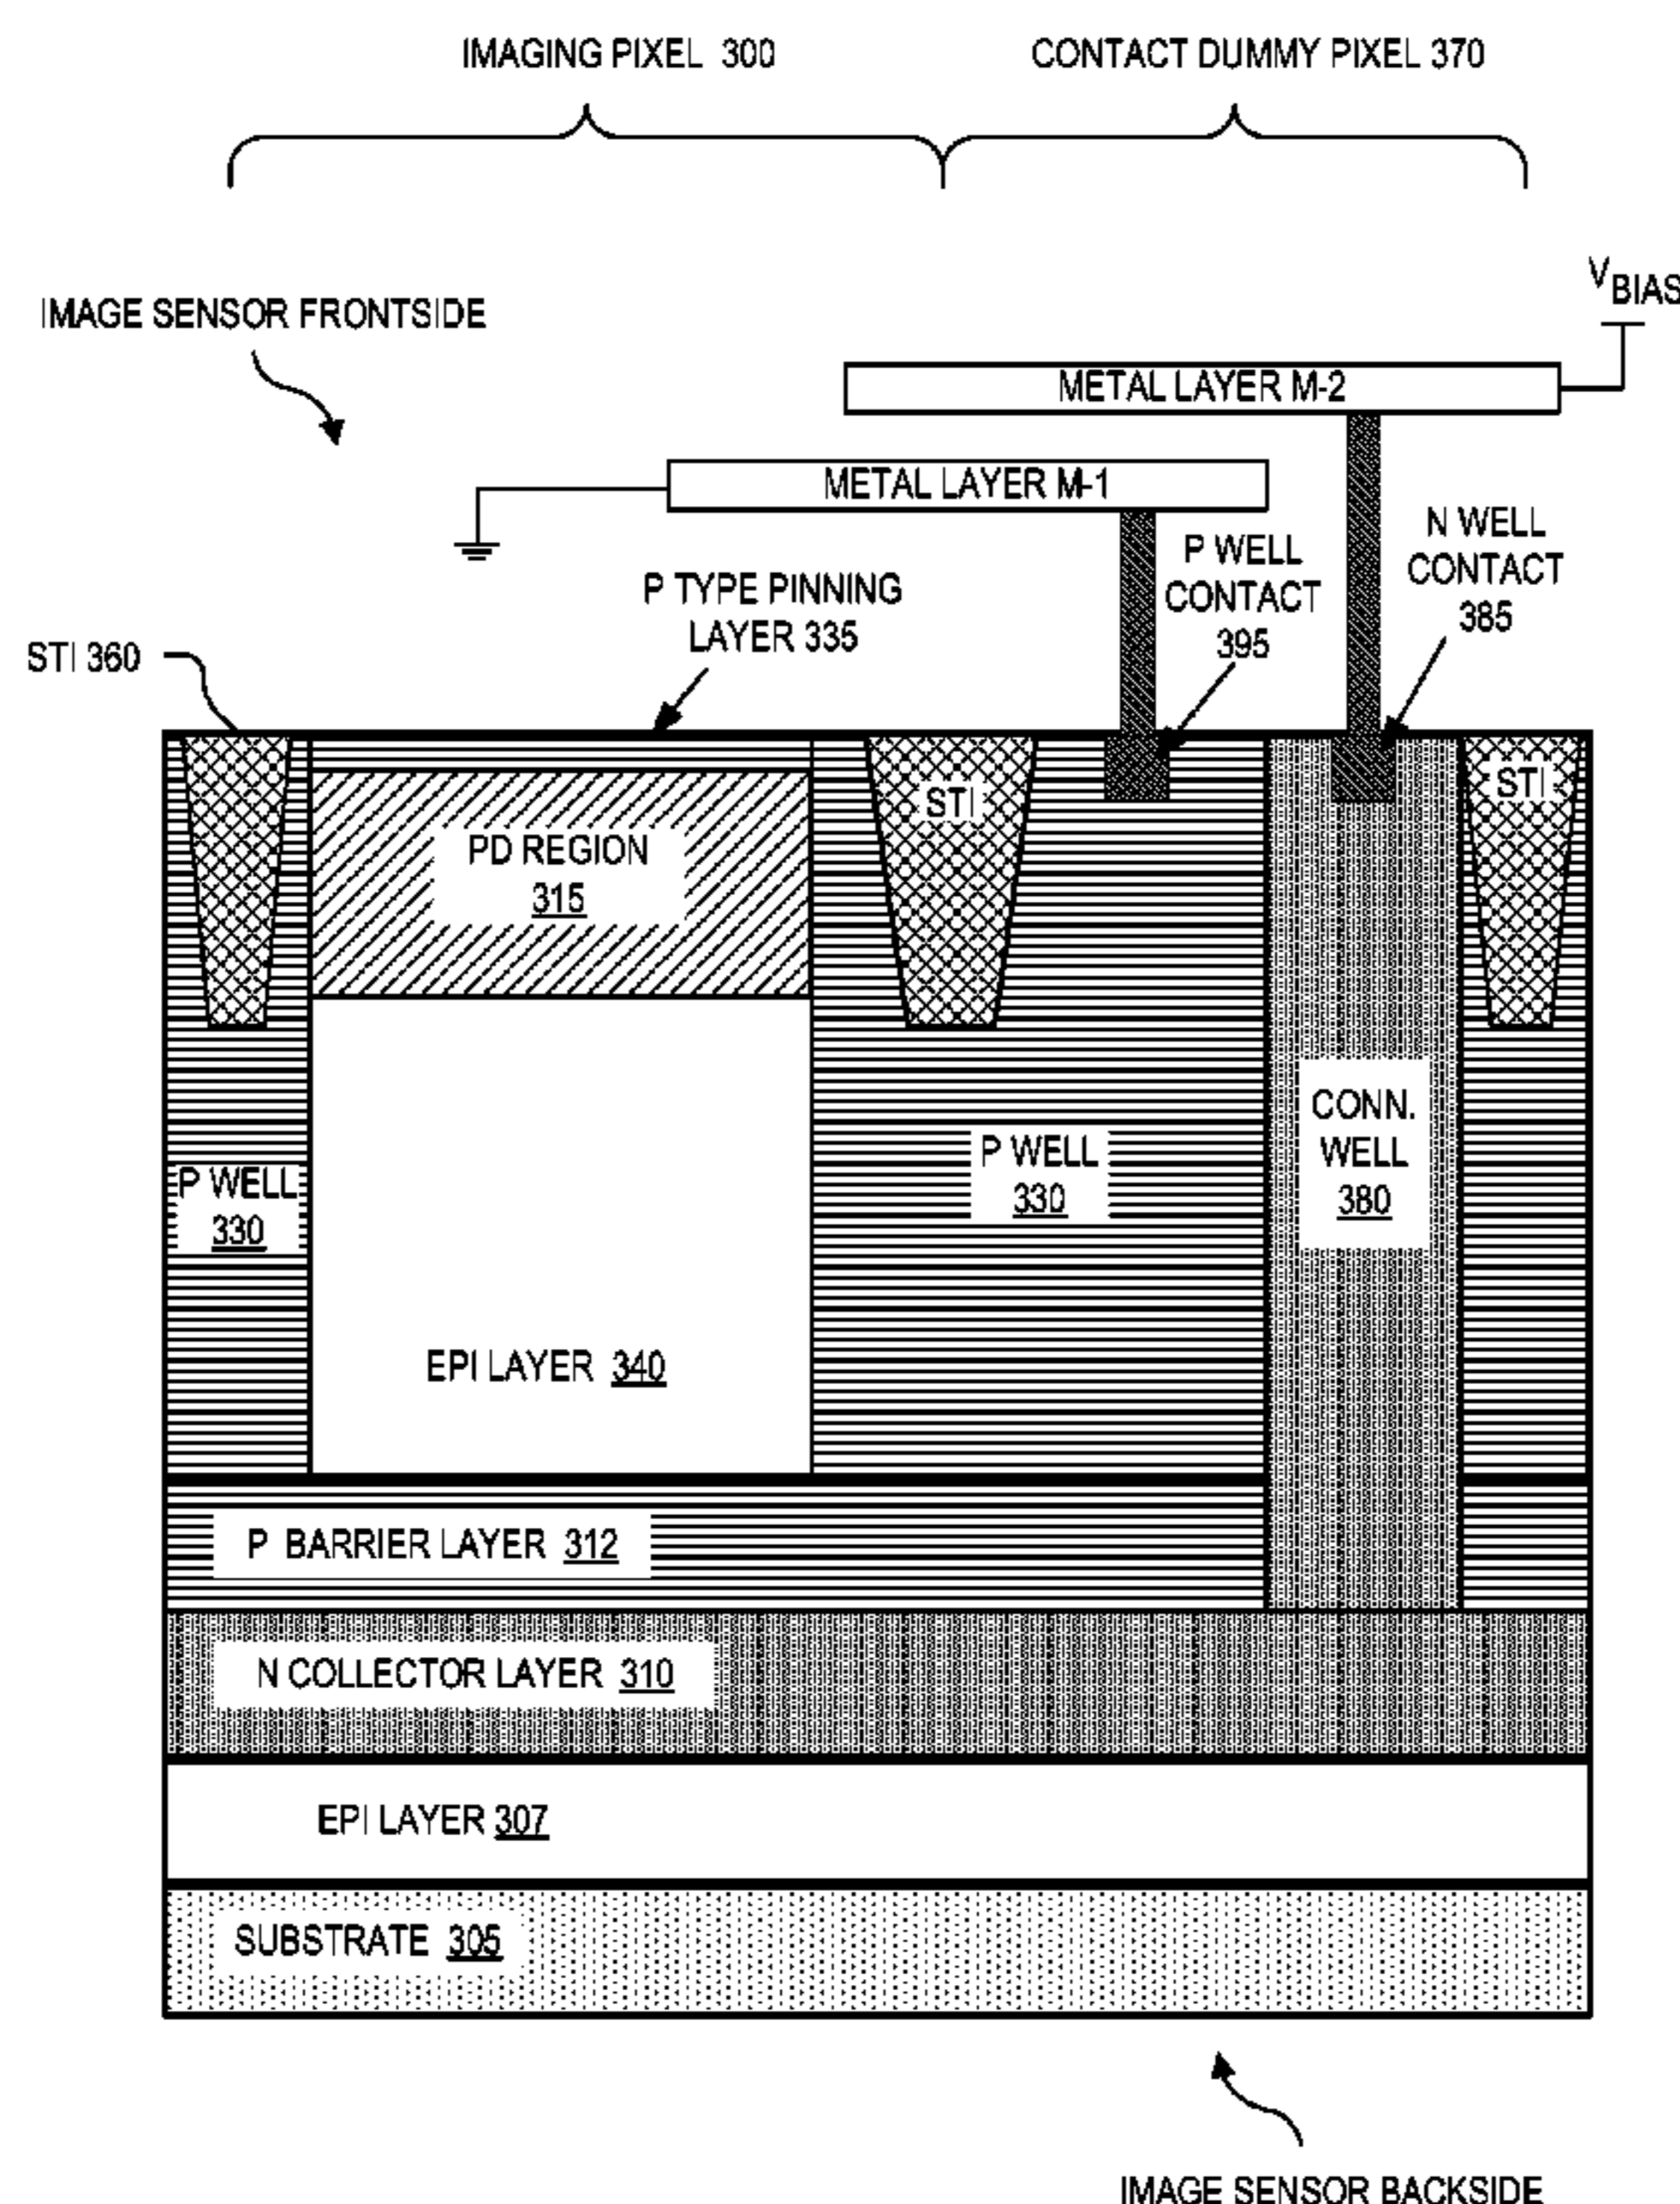 IMAGING PIXEL 300
CONTACT DUMMY PIXEL 370
VBIAS
IMAGE SENSOR FRONTSIDE
METAL LAYER M-2
METAL LAYER M-1
N WELL
CONTACT
385
P WELL
CONTACT
395
P TYPE PINNING
LAYER 335
STI 360
STI
STI
PD REGION
315
CONN.
WELL
380
P WELL
330
P WELL
330
EPI LAYER 340
P BARRIER LAYER 312
N COLLECTOR LAYER 310
EPI LAYER 307
SUBSTRATE 305
IMAGE SENSOR BACKSIDE